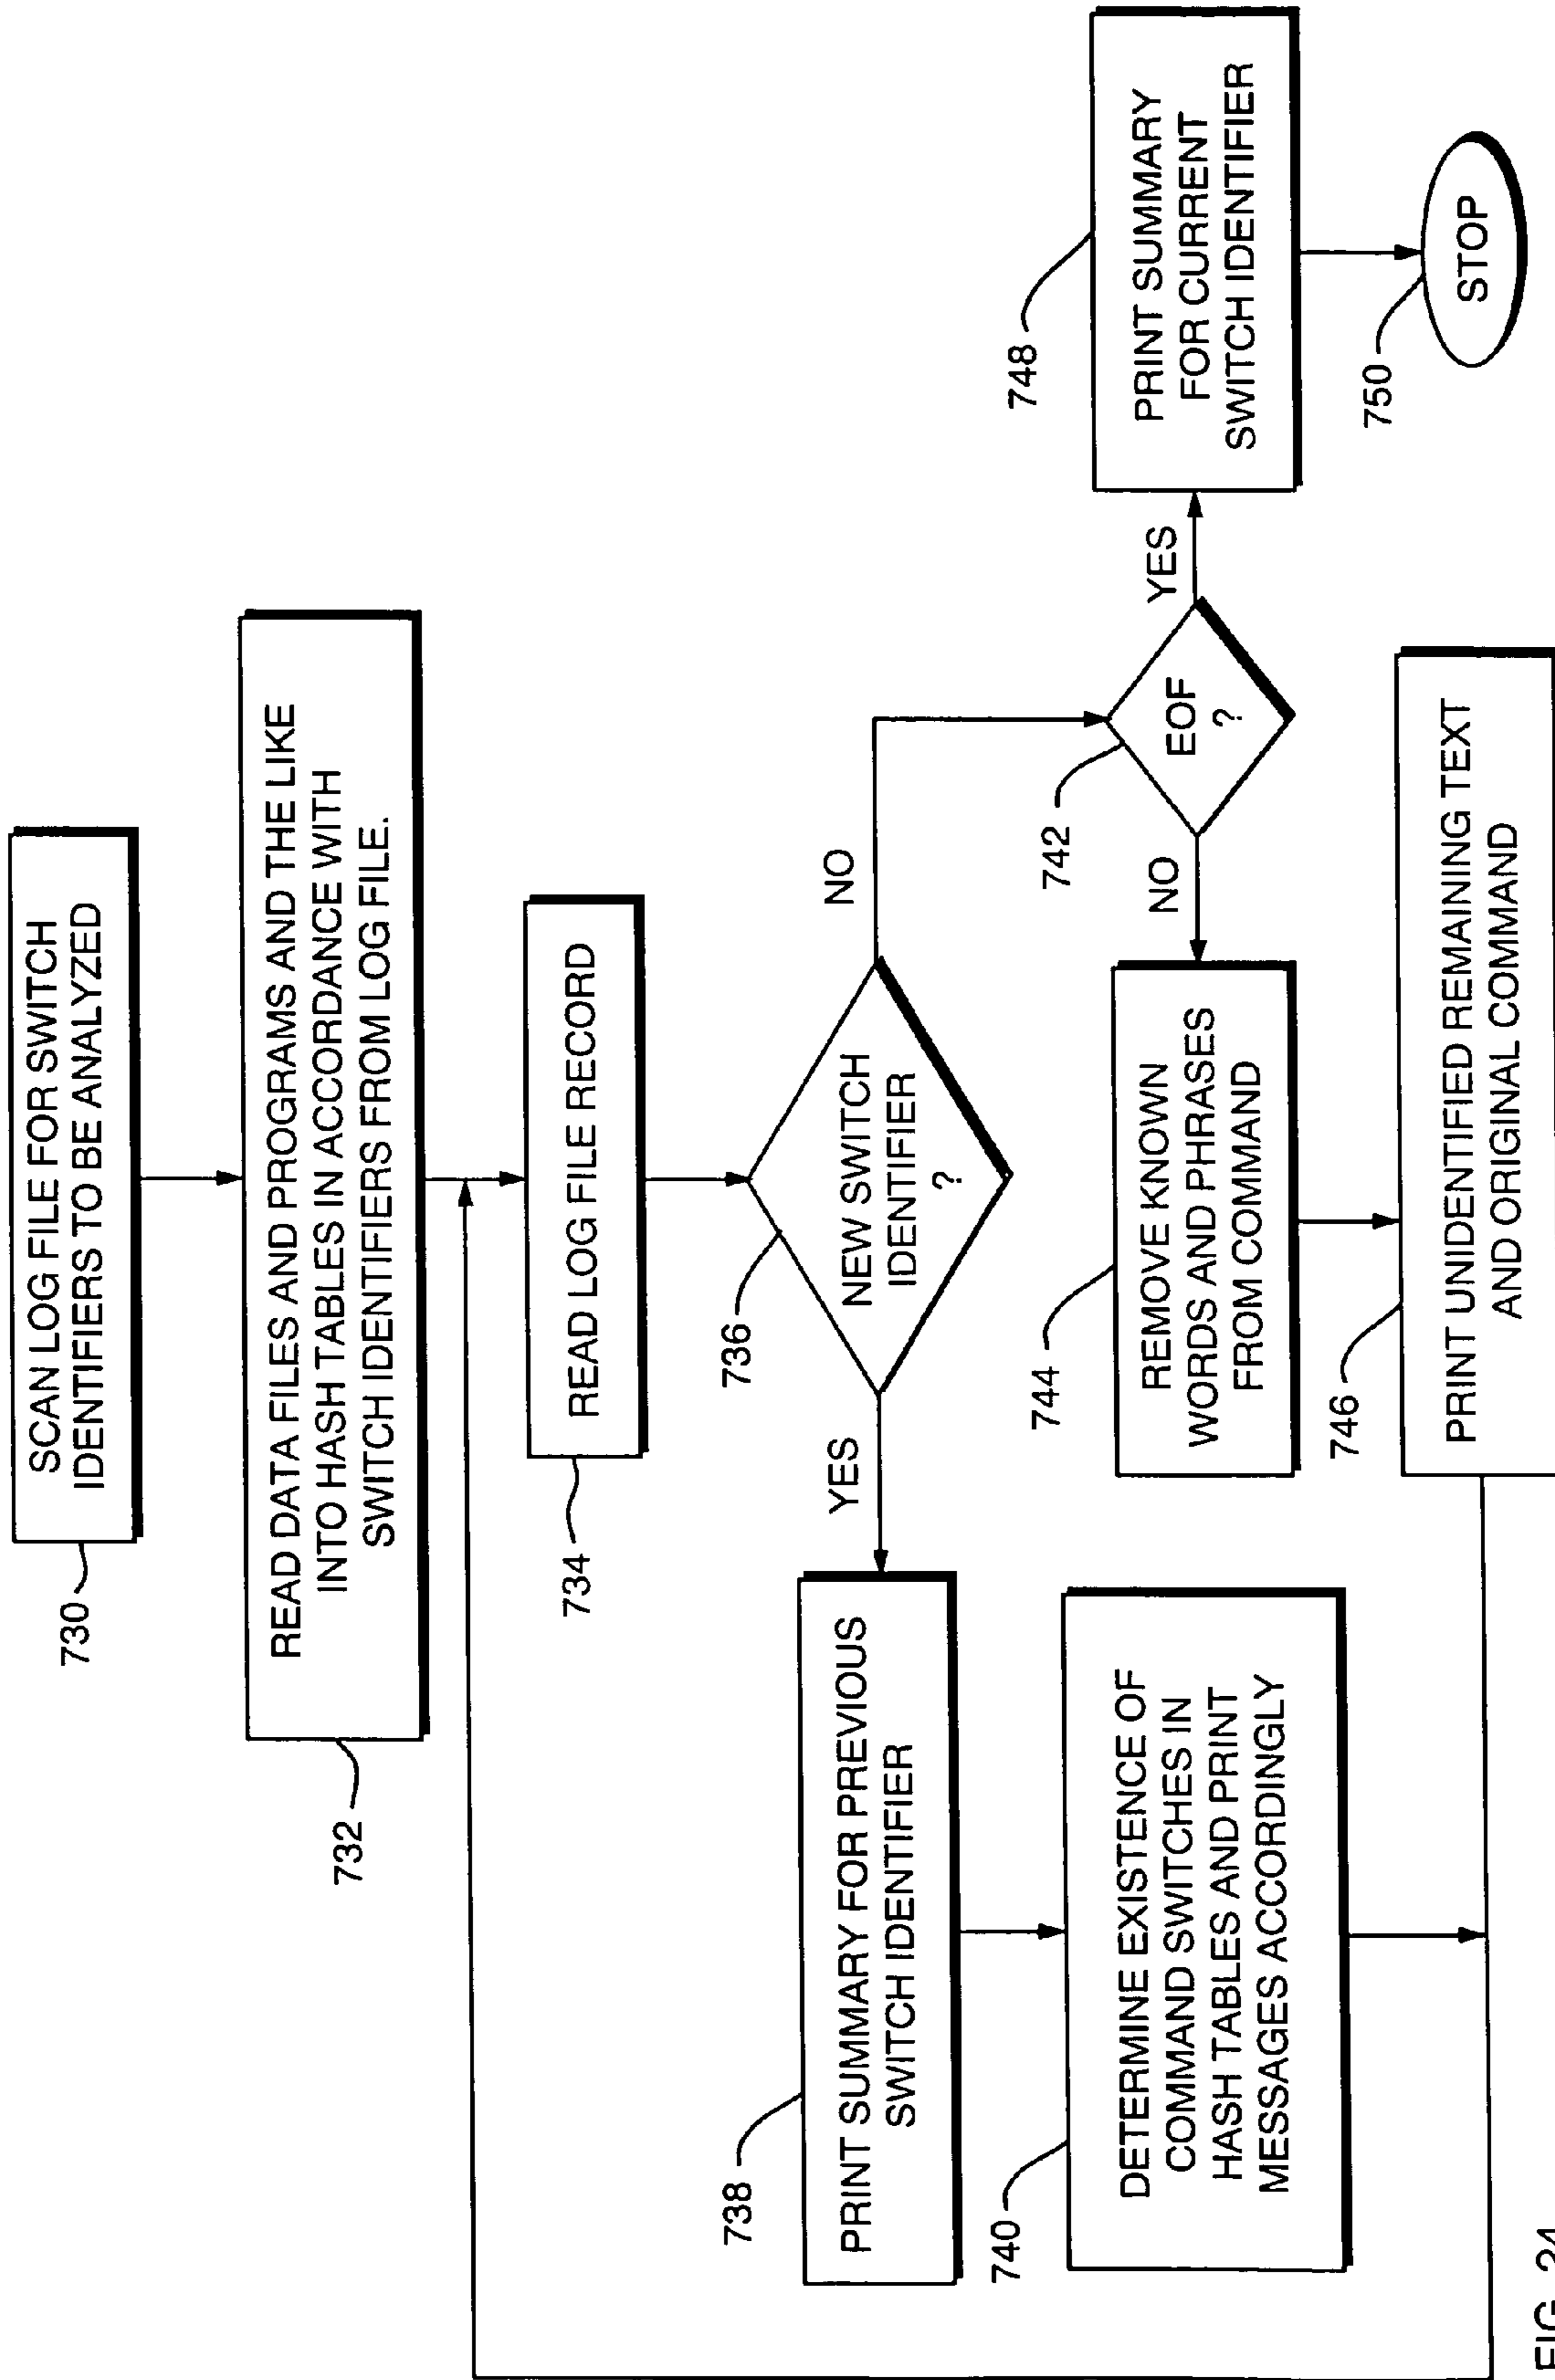 SCAN LOG FILE FOR SWITCH
IDENTIFIERS TO BE ANALYZED
730
READ DATA FILES AND PROGRAMS AND THE LIKE
INTO HASH TABLES IN ACCORDANCE WITH
SWITCH IDENTIFIERS FROM LOG FILE.
732
READ LOG FILE RECORD
734
NEW SWITCH
IDENTIFIER
?
736
YES
NO
PRINT SUMMARY FOR PREVIOUS
SWITCH IDENTIFIER
738
DETERMINE EXISTENCE OF
COMMAND SWITCHES IN
HASH TABLES AND PRINT
MESSAGES ACCORDINGLY
740
EOF
?
742
NO
YES
REMOVE KNOWN
WORDS AND PHRASES
FROM COMMAND
744
PRINT UNIDENTIFIED REMAINING TEXT
AND ORIGINAL COMMAND
746
PRINT SUMMARY
FOR CURRENT
SWITCH IDENTIFIER
748
STOP
750
FIG. 24